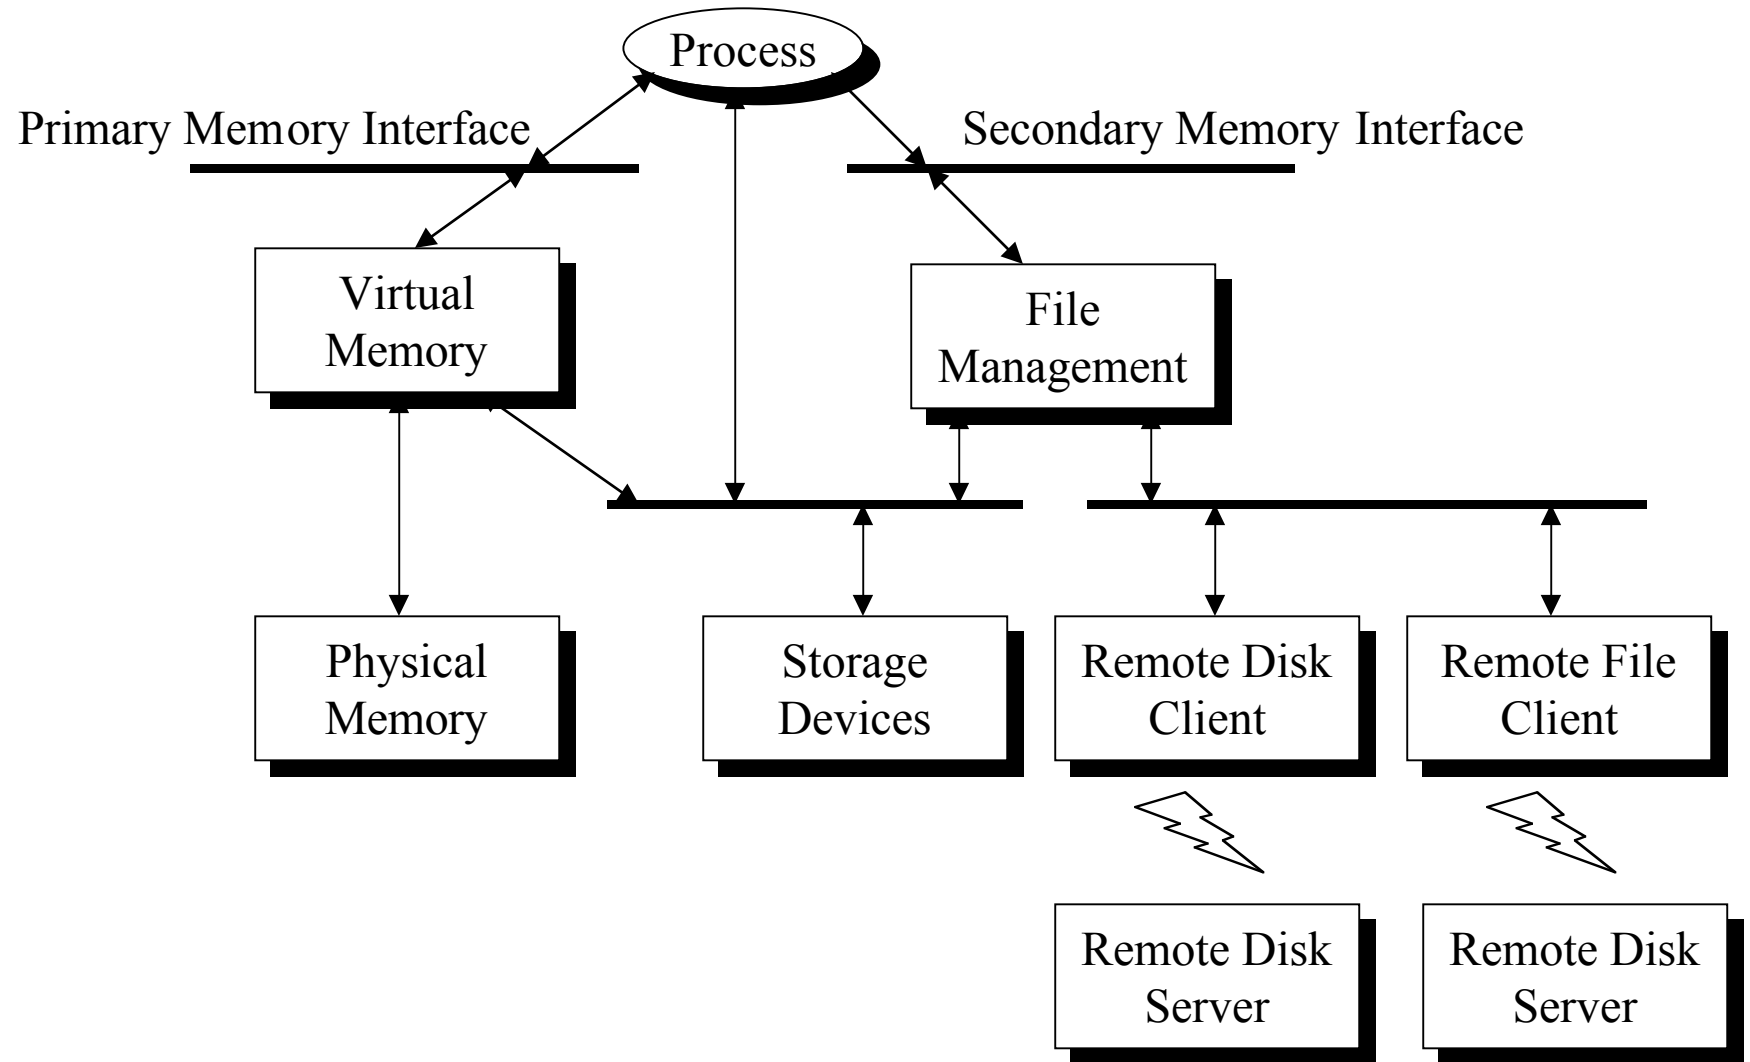 Process
Primary Memory Interface
Secondary Memory Interface
Virtual
Memory
File
Management
Physical
Memory
Storage
Devices
Remote Disk
Client
Remote File
Client
Remote Disk
Server
Remote Disk
Server